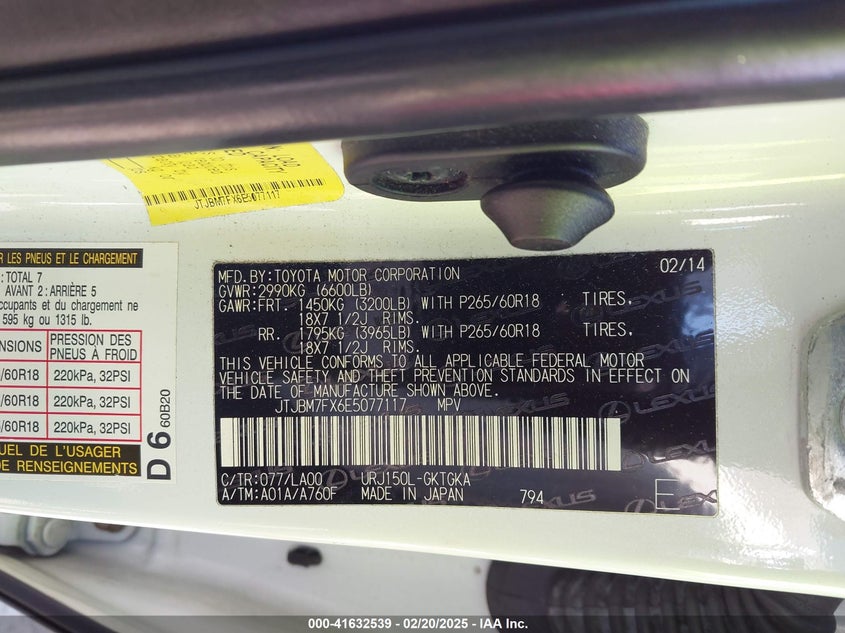 JTJBM7FX6E5077117
R LES PNEUS ET LE CHARGEMENT
: TOTAL 7
AVANT 2: ARRIÈRE 5
occupants et du chargement ne
595 kg ou 1315 lb.
ENSIONS PRESSION DES PNEUS À FROID
/60R18 220kPa, 32PSI
/60R18 220kPa, 32PSI
/60R18 220kPa, 32PSI
UEL DE L'USAGER
DE RENSEIGNEMENTS
D 6 60B20
MFD.BY:TOYOTA MOTOR CORPORATION 02/14
GVWR:2990KG (6600LB)
GAWR:FRT. 1450KG (3200LB) WITH P265/60R18 TIRES,
18X7 1/2J RIMS.
RR. 1795KG (3965LB) WITH P265/60R18 TIRES,
18X7 1/2J RIMS.
THIS VEHICLE CONFORMS TO ALL APPLICABLE FEDERAL MOTOR
VEHICLE SAFETY AND THEFT PREVENTION STANDARDS IN EFFECT ON
THE DATE OF MANUFACTURE SHOWN ABOVE.
JTJBM7FX6E5077117 MPV
C/TR:077/LA00 URJ150L-GKTGKA
A/TM:A01A/A760F MADE IN JAPAN 794 E
LEXUS
000-41632539 - 02/20/2025 - IAA Inc.